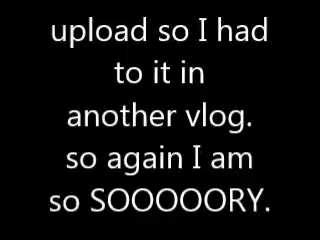 upload so I had
to it in
another vlog.
so again I am
so SOOOOORY.